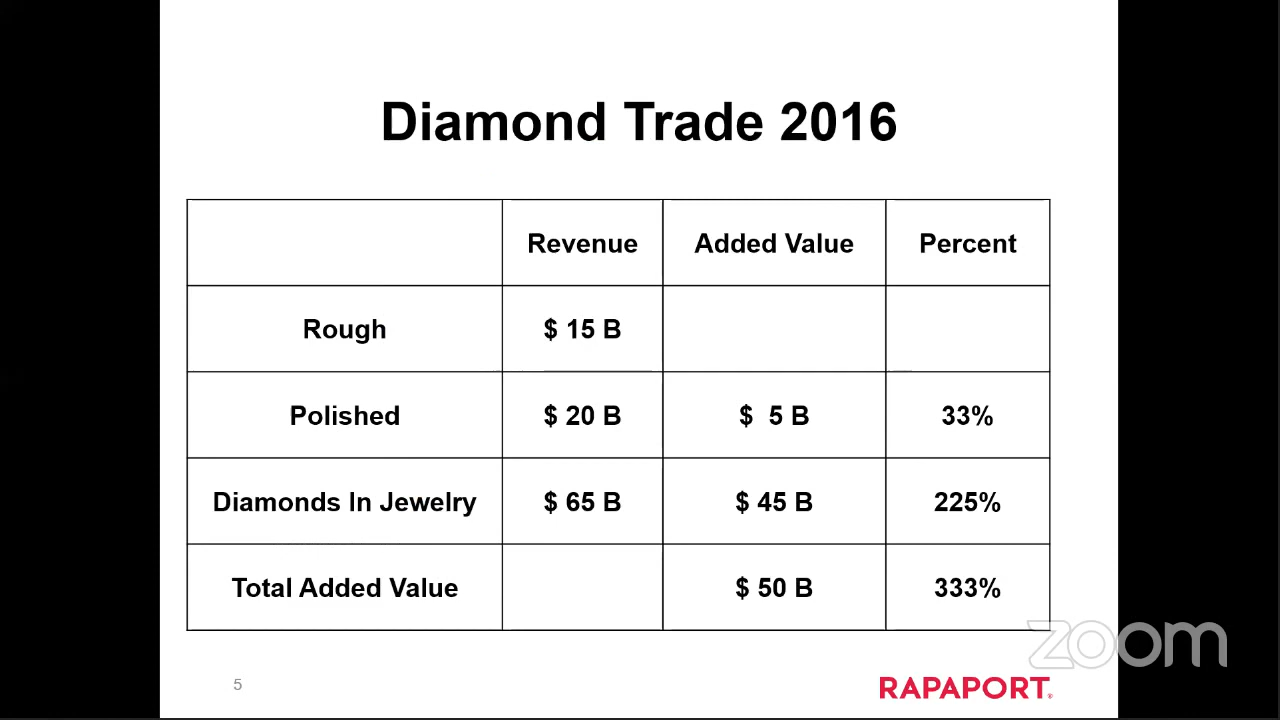 Diamond Trade 2016
Revenue Added Value Percent
Rough $ 15 B
Polished $ 20 B $ 5 B 33%
Diamonds In Jewelry $ 65 B $ 45 B 225%
Total Added Value $ 50 B 333%
zoom
5
RAPAPORT®